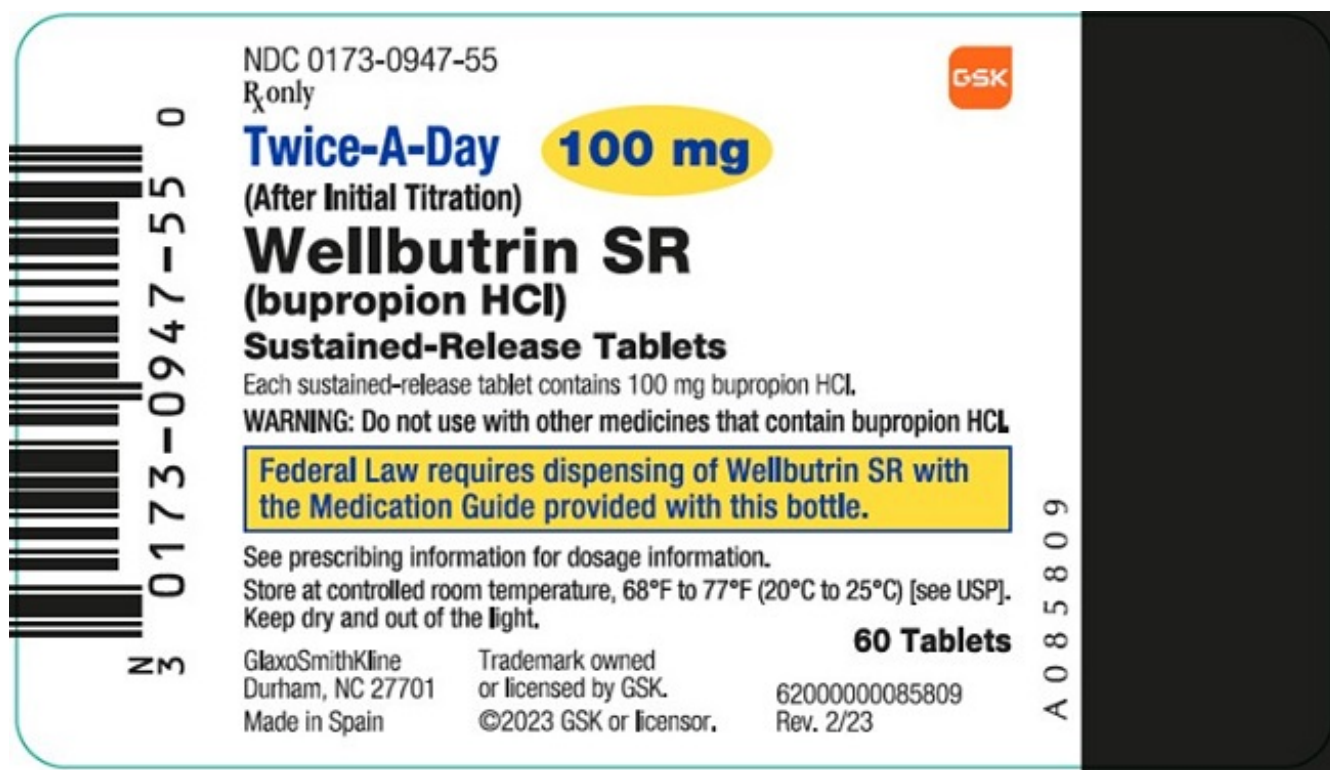 NDC 0173-0947-55
Rx only
GSK
Twice-A-Day 100 mg
(After Initial Titration)
Wellbutrin SR
(bupropion HCl)
Sustained-Release Tablets
Each sustained-release tablet contains 100 mg bupropion HCl.
WARNING: Do not use with other medicines that contain bupropion HCl.
Federal Law requires dispensing of Wellbutrin SR with
the Medication Guide provided with this bottle.
See prescribing information for dosage information.
Store at controlled room temperature, 68°F to 77°F (20°C to 25°C) [see USP].
Keep dry and out of the light.
60 Tablets
GlaxoSmithKline
Durham, NC 27701
Made in Spain
Trademark owned
or licensed by GSK.
©2023 GSK or licensor.
62000000085809
Rev. 2/23
N3 0173-0947-55 0
A085809